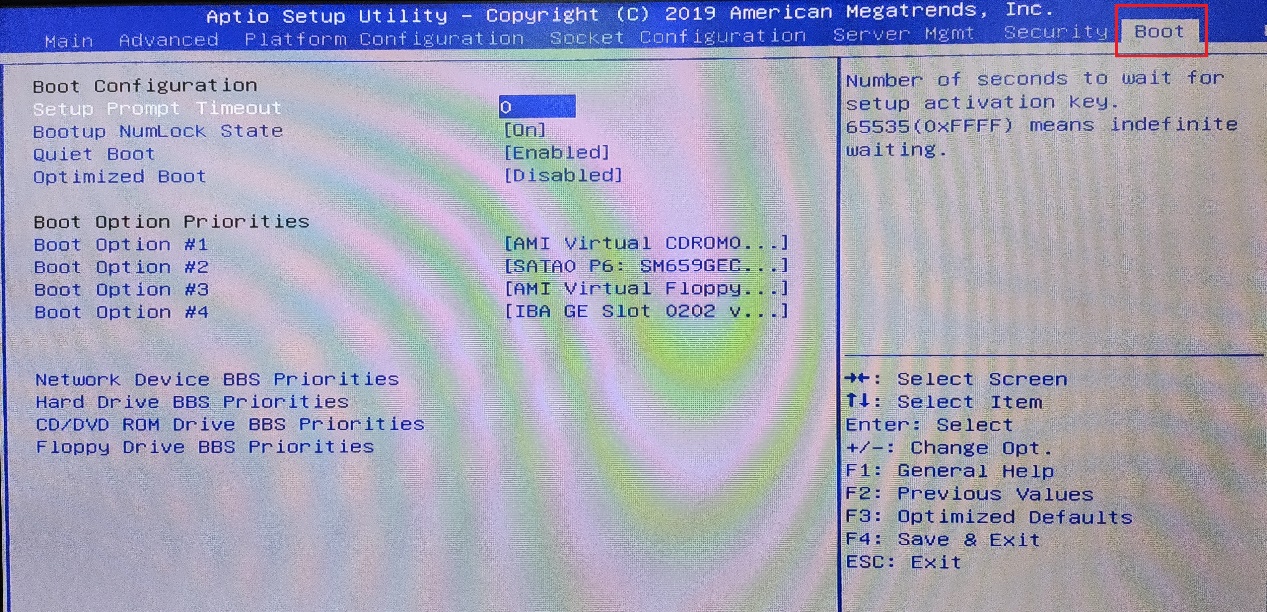 Aptio Setup Utility – Copyright (C) 2019 American Megatrends, Inc.
Main Advanced Platform Configuration Socket Configuration Server Mgmt Security Boot
Boot Configuration
Setup Prompt Timeout 0
Bootup NumLock State [On]
Quiet Boot [Enabled]
Optimized Boot [Disabled]
Boot Option Priorities
Boot Option #1 [AMI Virtual CDROM0...]
Boot Option #2 [SATA0 P6: SM659GEC...]
Boot Option #3 [AMI Virtual Floppy...]
Boot Option #4 [IBA GE Slot 0202 v...]
Network Device BBS Priorities
Hard Drive BBS Priorities
CD/DVD ROM Drive BBS Priorities
Floppy Drive BBS Priorities
Number of seconds to wait for
setup activation key.
65535(0xFFFF) means indefinite
waiting.
→←: Select Screen
↑↓: Select Item
Enter: Select
+/-: Change Opt.
F1: General Help
F2: Previous Values
F3: Optimized Defaults
F4: Save & Exit
ESC: Exit